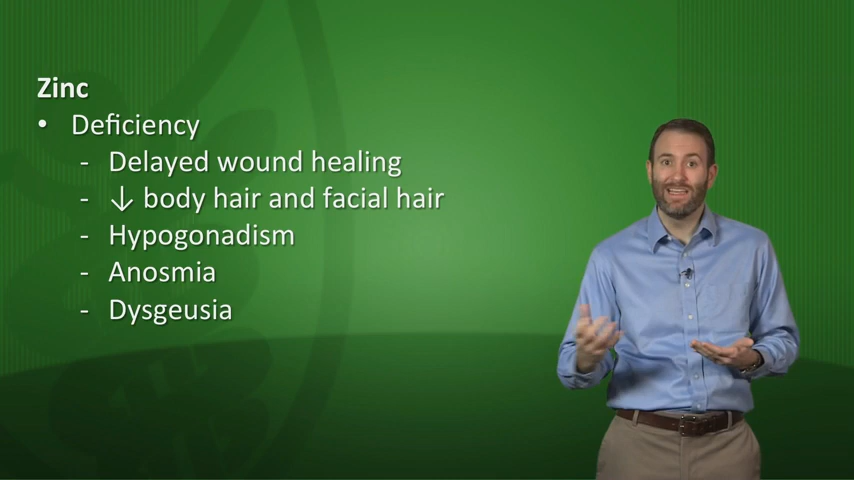 Zinc
• Deficiency
- Delayed wound healing
- ↓ body hair and facial hair
- Hypogonadism
- Anosmia
- Dysgeusia